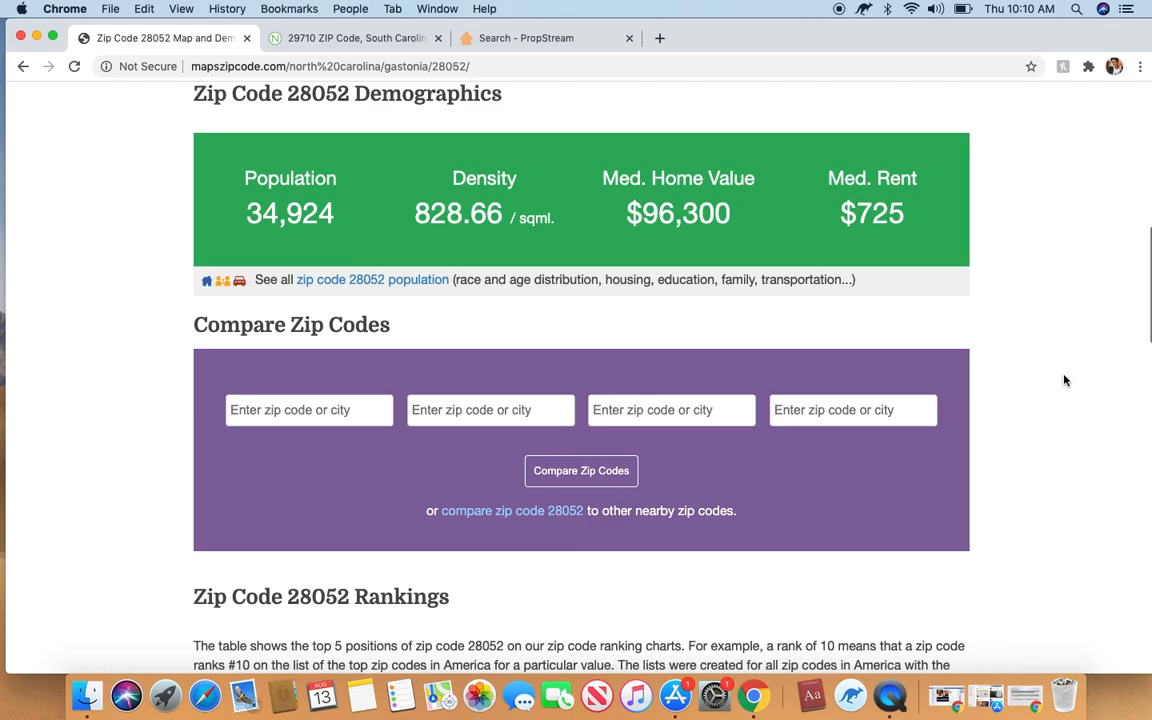 Chrome File Edit View History Bookmarks People Tab Window Help Thu 10:10 AM
Zip Code 28052 Map and Dem 29710 ZIP Code, South Carolin Search - PropStream
Not Secure mapszipcode.com/north%20carolina/gastonia/28052/
Zip Code 28052 Demographics
Population Density Med. Home Value Med. Rent
34,924 828.66 / sqml. $96,300 $725
See all zip code 28052 population (race and age distribution, housing, education, family, transportation...)
Compare Zip Codes
Enter zip code or city Enter zip code or city Enter zip code or city Enter zip code or city
Compare Zip Codes
or compare zip code 28052 to other nearby zip codes.
Zip Code 28052 Rankings
The table shows the top 5 positions of zip code 28052 on our zip code ranking charts. For example, a rank of 10 means that a zip code
ranks #10 on the list of the top zip codes in America for a particular value. The lists were created for all zip codes in America with the
AUG
13
1
1
Aa